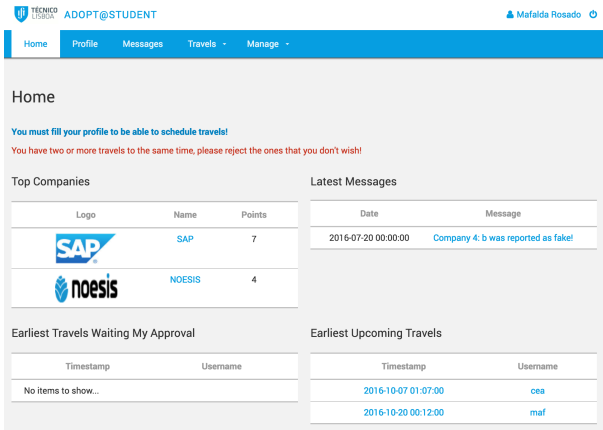 TÉCNICO
LISBOA
ADOPT@STUDENT
Mafalda Rosado
Home Profile Messages Travels Manage
Home
You must fill your profile to be able to schedule travels!
You have two or more travels to the same time, please reject the ones that you don't wish!
Top Companies
Logo Name Points
SAP SAP 7
noesis NOESIS 4
Latest Messages
Date Message
2016-07-20 00:00:00 Company 4: b was reported as fake!
Earliest Travels Waiting My Approval
Timestamp Username
No items to show...
Earliest Upcoming Travels
Timestamp Username
2016-10-07 01:07:00 cea
2016-10-20 00:12:00 maf